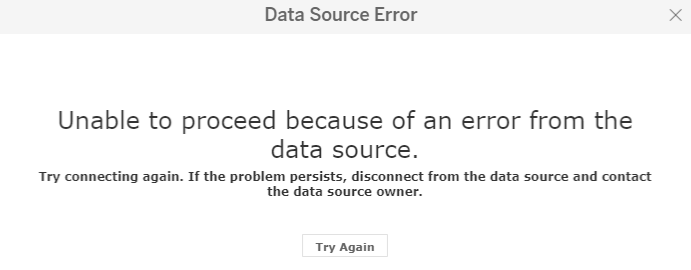 Data Source Error
Unable to proceed because of an error from the
data source.
Try connecting again. If the problem persists, disconnect from the data source and contact
the data source owner.
Try Again